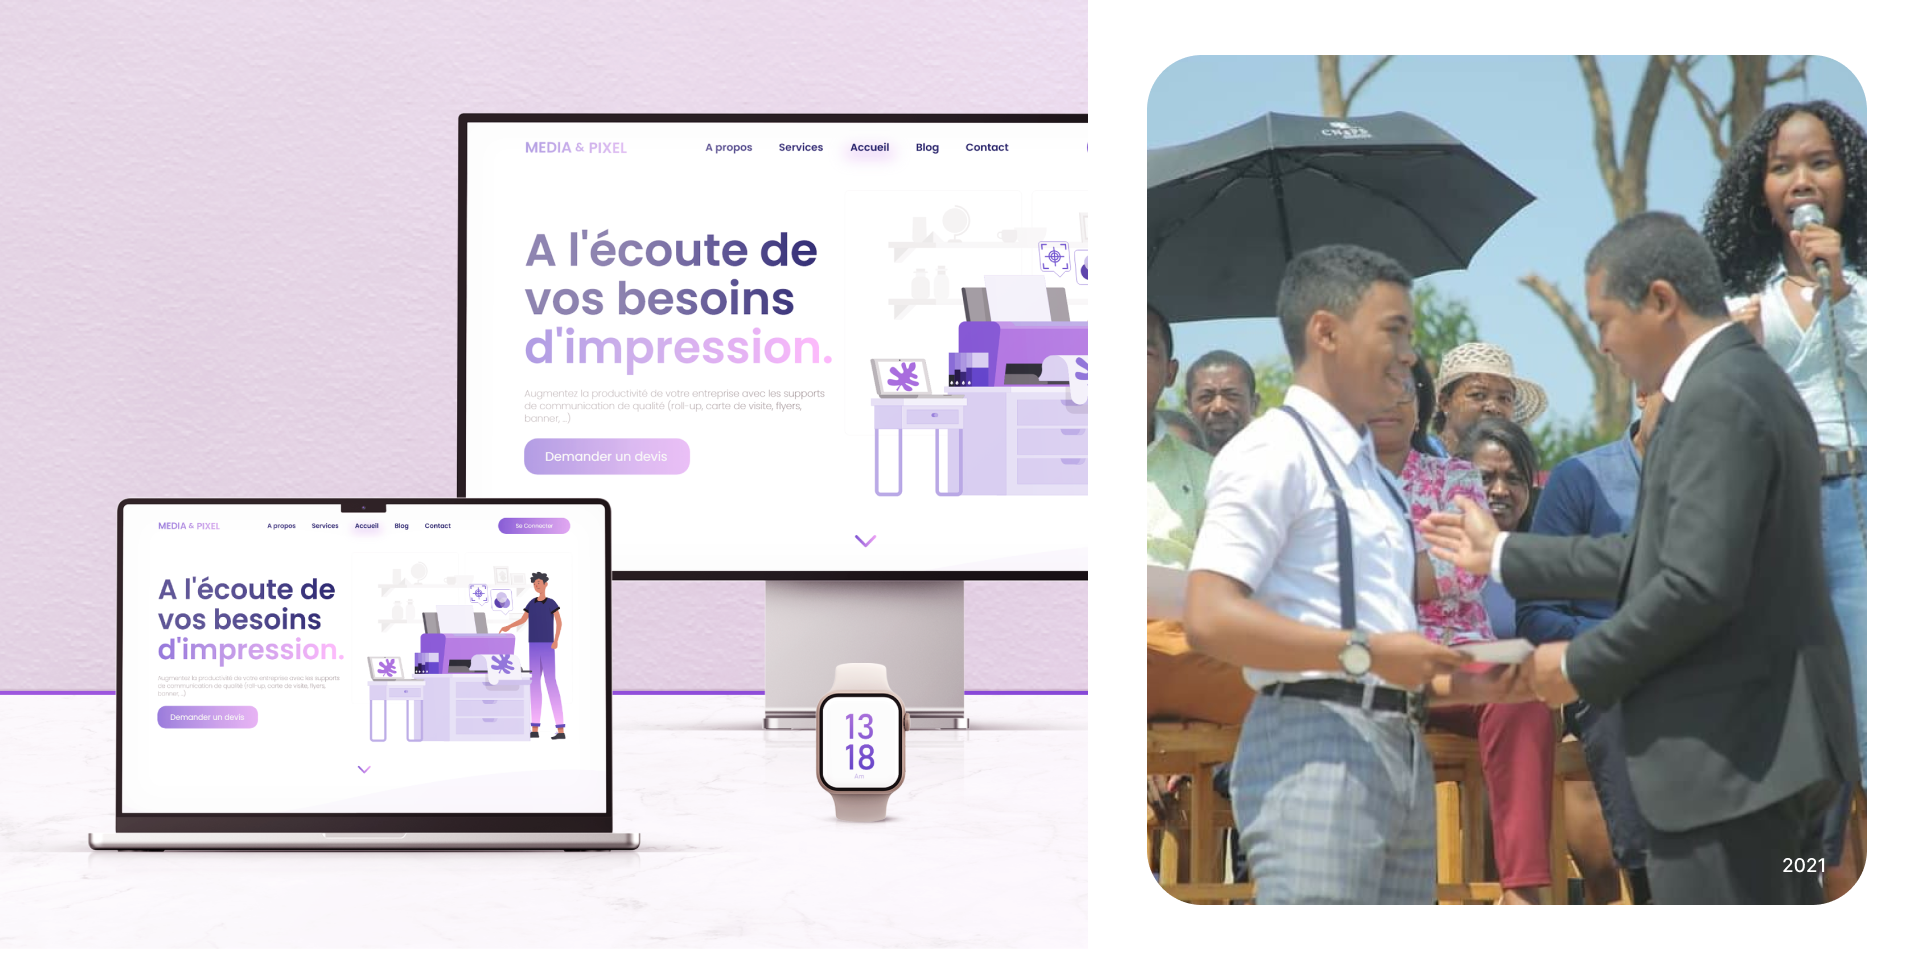 MEDIA & PIXEL
A propos Services Accueil Blog Contact
A l'écoute de
vos besoins
d'impression.
Augmentez la productivité de votre entreprise avec les supports
de communication de qualité (roll-up, carte de visite, flyers,
banner, ...)
Demander un devis
MEDIA & PIXEL
A propos Services Accueil Blog Contact Se Connecter
A l'écoute de
vos besoins
d'impression.
Augmentez la productivité de votre entreprise avec les supports
de communication de qualité (roll-up, carte de visite, flyers,
banner, ...)
Demander un devis
13
18
Am
CNaPS
2021